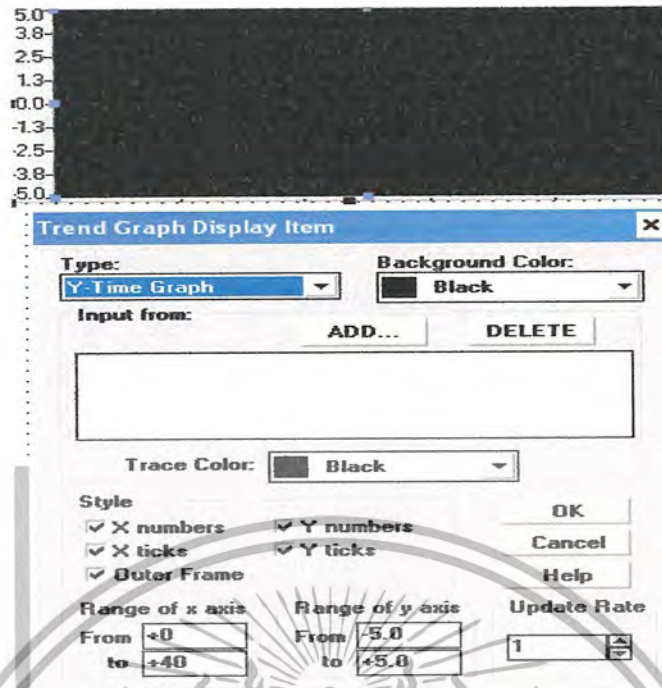 5.0
3.8
2.5
1.3
0.0
-1.3
-2.5
-3.8
5.0
Trend Graph Display Item
Type: Background Color:
Y-Time Graph Black
Input from:
ADD... DELETE
Trace Color: Black
Style
OK
X numbers Y numbers
X ticks Y ticks
Cancel
Outer Frame
Help
Range of x axis Range of y axis Update Rate
From +0 From -5.0
1
to +40 to +5.0